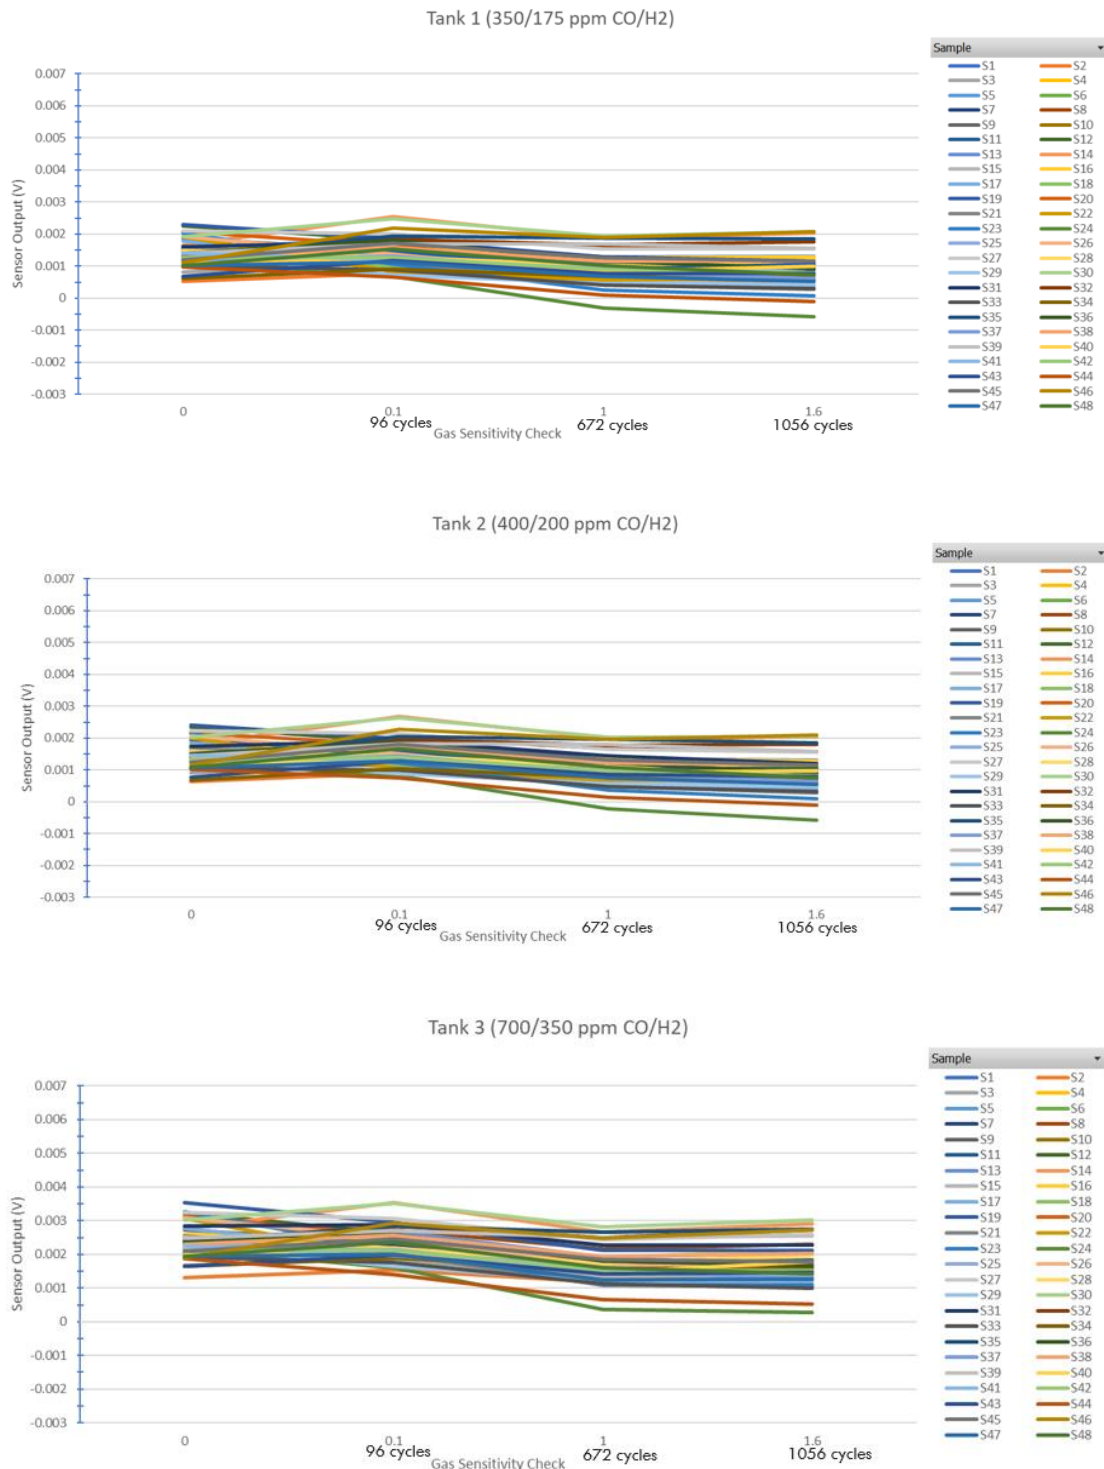 Tank 1 (350/175 ppm CO/H2)
Sample
S1 S2
S3 S4
S5 S6
S7 S8
S9 S10
S11 S12
S13 S14
S15 S16
S17 S18
S19 S20
S21 S22
S23 S24
S25 S26
S27 S28
S29 S30
S31 S32
S33 S34
S35 S36
S37 S38
S39 S40
S41 S42
S43 S44
S45 S46
S47 S48
0.007
0.006
0.005
0.004
0.003
0.002
0.001
0
-0.001
-0.002
-0.003
Sensor Output (V)
0 0.1 1 1.6
96 cycles 672 cycles 1056 cycles
Gas Sensitivity Check
Tank 2 (400/200 ppm CO/H2)
Sample
S1 S2
S3 S4
S5 S6
S7 S8
S9 S10
S11 S12
S13 S14
S15 S16
S17 S18
S19 S20
S21 S22
S23 S24
S25 S26
S27 S28
S29 S30
S31 S32
S33 S34
S35 S36
S37 S38
S39 S40
S41 S42
S43 S44
S45 S46
S47 S48
0.007
0.006
0.005
0.004
0.003
0.002
0.001
0
-0.001
-0.002
-0.003
Sensor Output (V)
0 0.1 1 1.6
96 cycles 672 cycles 1056 cycles
Gas Sensitivity Check
Tank 3 (700/350 ppm CO/H2)
Sample
S1 S2
S3 S4
S5 S6
S7 S8
S9 S10
S11 S12
S13 S14
S15 S16
S17 S18
S19 S20
S21 S22
S23 S24
S25 S26
S27 S28
S29 S30
S31 S32
S33 S34
S35 S36
S37 S38
S39 S40
S41 S42
S43 S44
S45 S46
S47 S48
0.007
0.006
0.005
0.004
0.003
0.002
0.001
0
-0.001
-0.002
-0.003
Sensor Output (V)
0 0.1 1 1.6
96 cycles 672 cycles 1056 cycles
Gas Sensitivity Check